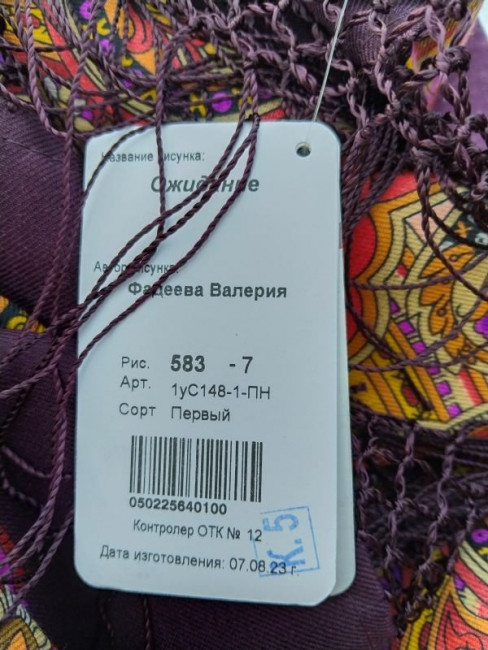 Название рисунка:
Ожидание
Автор рисунка:
Фадеева Валерия
Рис. 583 - 7
Арт. 1уС148-1-ПН
Сорт Первый
050225640100
Контролер ОТК № 12
К.5
Дата изготовления: 07.08.23 г.